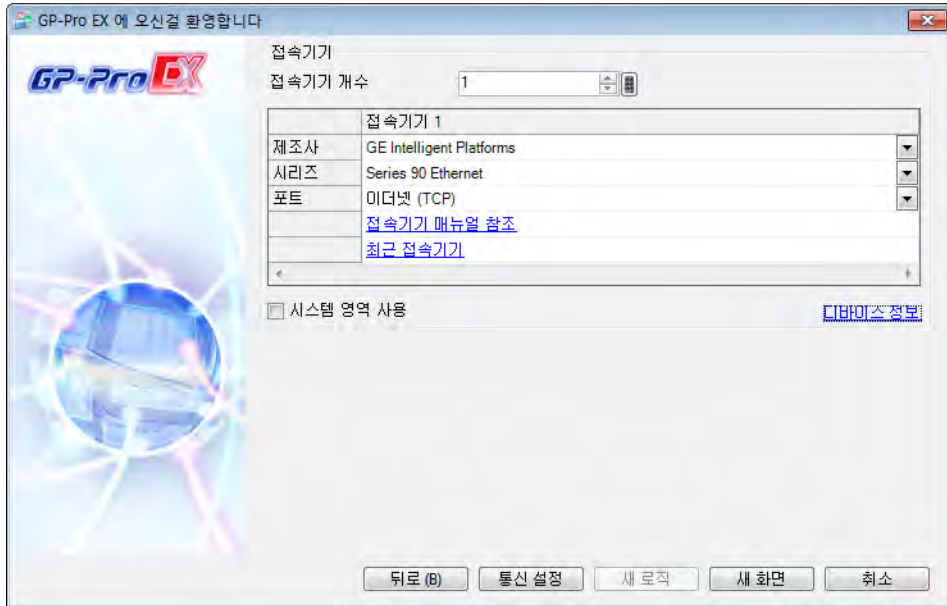 GP-Pro EX 에 오신걸 환영합니다
GP-Pro EX
접속기기
접속기기 개수 1
접속기기 1
제조사 GE Intelligent Platforms
시리즈 Series 90 Ethernet
포트 이더넷 (TCP)
접속기기 매뉴얼 참조
최근 접속기기
시스템 영역 사용 디바이스 정보
뒤로 (B) 통신 설정 새 로직 새 화면 취소